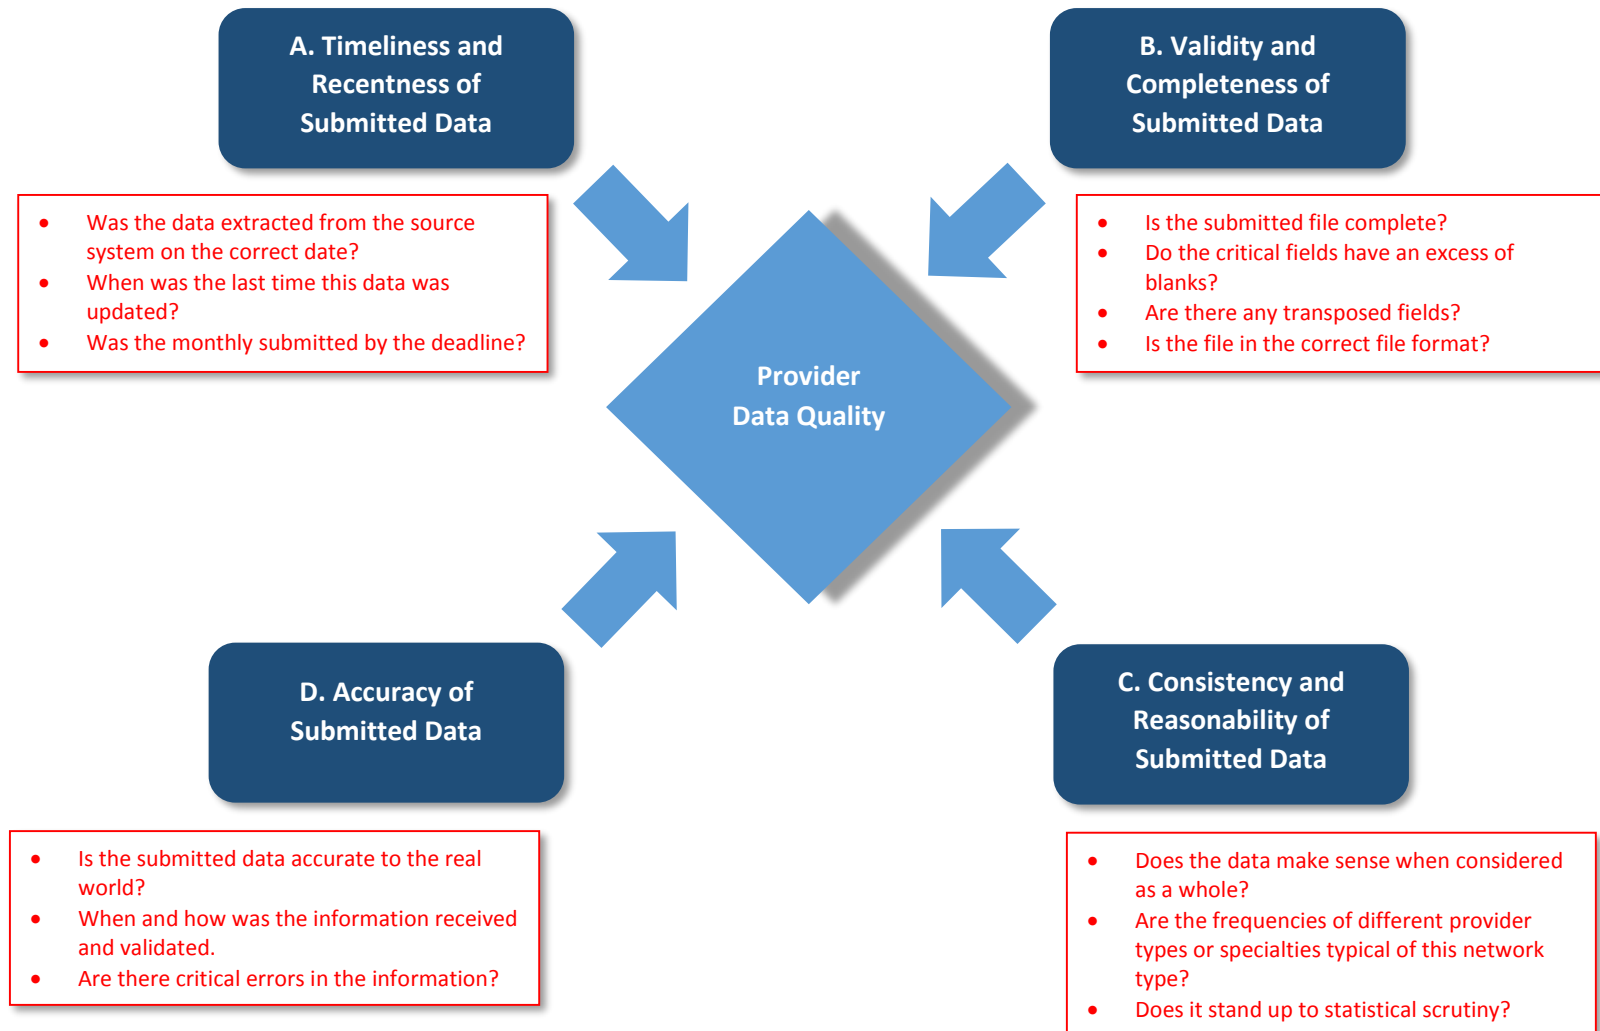 A. Timeliness and
Recentness of
Submitted Data
B. Validity and
Completeness of
Submitted Data
• Was the data extracted from the source
system on the correct date?
• When was the last time this data was
updated?
• Was the monthly submitted by the deadline?
• Is the submitted file complete?
• Do the critical fields have an excess of
blanks?
• Are there any transposed fields?
• Is the file in the correct file format?
Provider
Data Quality
D. Accuracy of
Submitted Data
C. Consistency and
Reasonability of
Submitted Data
• Is the submitted data accurate to the real
world?
• When and how was the information received
and validated.
• Are there critical errors in the information?
• Does the data make sense when considered
as a whole?
• Are the frequencies of different provider
types or specialties typical of this network
type?
• Does it stand up to statistical scrutiny?